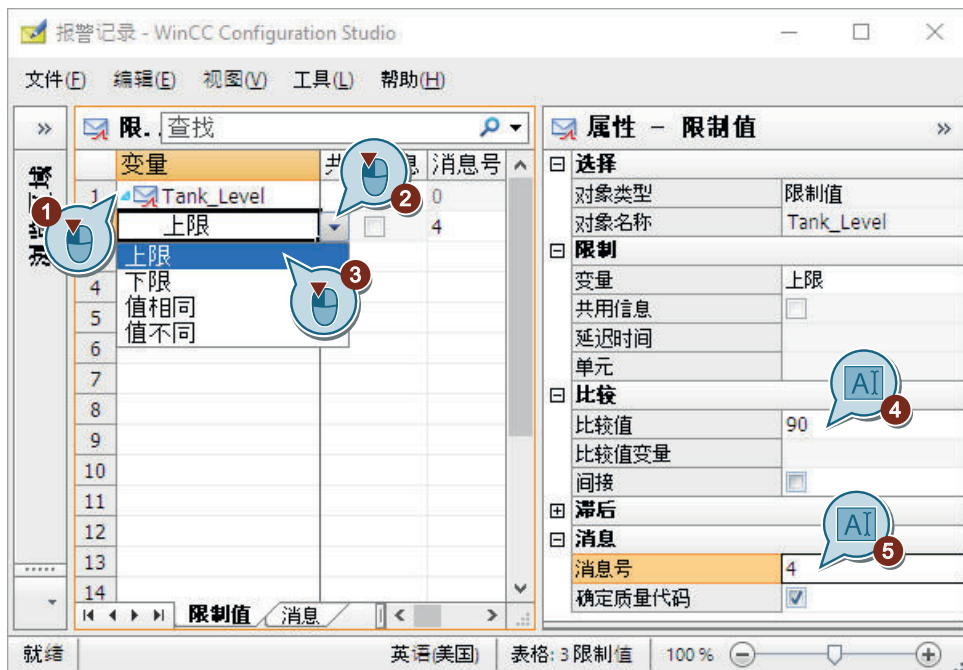 报警记录 - WinCC Configuration Studio
文件(F) 编辑(E) 视图(V) 工具(L) 帮助(H)
»
限. .
查找
变量 共 息 消息号
1 Tank_Level 0
上限 4
上限
下限
值相同
值不同
4
5
6
7
8
9
10
11
12
13
14
限制值 消息
属性 - 限制值 »
选择
对象类型 限制值
对象名称 Tank_Level
限制
变量 上限
共用信息
延迟时间
单元
比较
比较值 90
比较值变量
间接
滞后
消息
消息号 4
确定质量代码
1
2
3
AI 4
AI 5
就绪 英语(美国) 表格: 3限制值 100 %